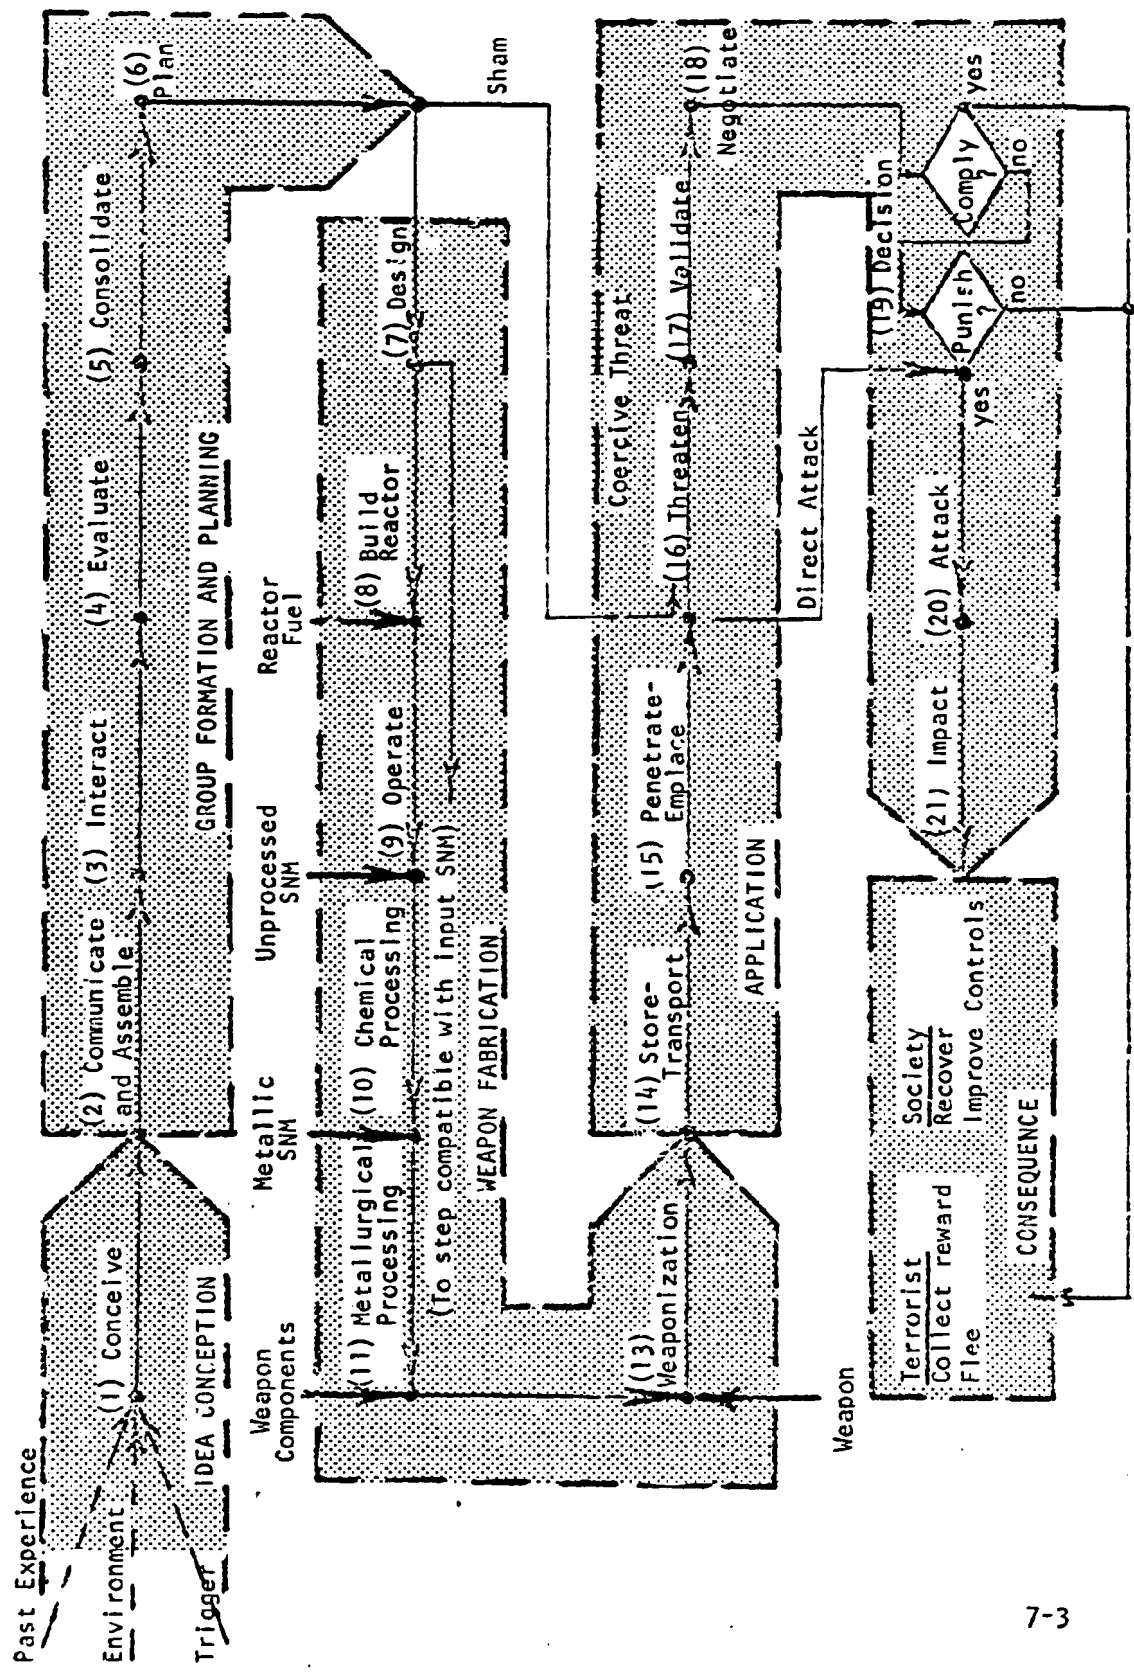 Past Experience
Environment
Trigger
(1) Conceive
IDEA CONCEPTION
(2) Communicate
and Assemble
(3) Interact
(4) Evaluate
(5) Consolidate
(6)
Plan
GROUP FORMATION AND PLANNING
Weapon
Components
Metallic
SNM
Unprocessed
SNM
Reactor
Fuel
Sham
(11) Metallurgical
Processing
(10) Chemical
Processing
(9) Operate
(8) Build
Reactor
(7) Design
(To step compatible with input SNM)
WEAPON FABRICATION
(13)
Weaponization
Weapon
(14) Store-
Transport
(15) Penetrate-
Emplace
(16) Threaten
(17) Validate
(18)
Negotiate
Coercive Threat
APPLICATION
Direct Attack
(19) Decision
Comply
?
yes
no
Punish
?
no
yes
(20) Attack
(21) Impact
Terrorist
Collect reward
Flee
Society
Recover
Improve Controls
CONSEQUENCE
7-3